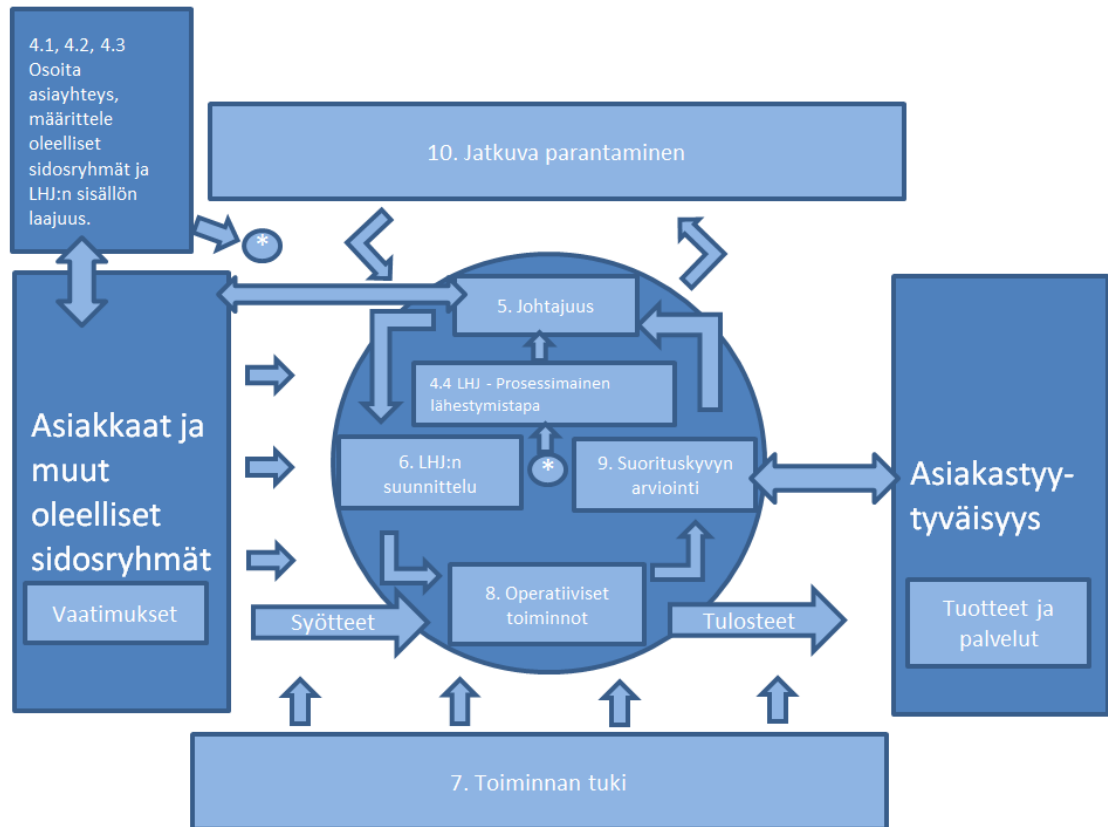 4.1, 4.2, 4.3
Osoita
asiayhteys,
määrittele
oleelliset
sidosryhmät ja
LHJ:n sisällön
laajuus.
10. Jatkuva parantaminen
*
5. Johtajuus
4.4 LHJ - Prosessimainen
lähestymistapa
Asiakkaat ja
muut
oleelliset
sidosryhmät
Vaatimukset
6. LHJ:n
suunnittelu
*
9. Suorituskyvyn
arviointi
Asiakastyy-
tyväisyys
8. Operatiiviset
toiminnot
Syötteet
Tulosteet
Tuotteet ja
palvelut
7. Toiminnan tuki